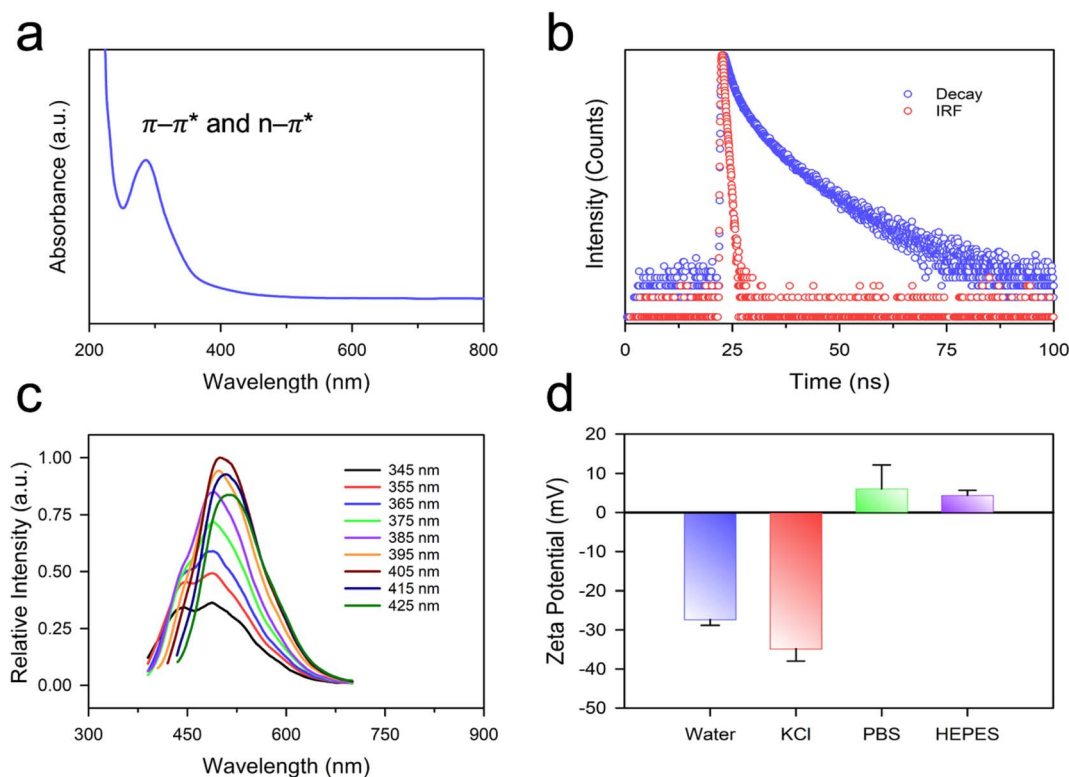 a
Absorbance (a.u.)
π–π* and n–π*
200
300
400
600
800
Wavelength (nm)
b
Intensity (Counts)
Decay
IRF
0
25
50
75
100
Time (ns)
c
Relative Intensity (a.u.)
1.00
0.75
0.50
0.25
0.00
345 nm
355 nm
365 nm
375 nm
385 nm
395 nm
405 nm
415 nm
425 nm
300
450
600
750
900
Wavelength (nm)
d
Zeta Potential (mV)
20
10
0
-10
-20
-30
-40
-50
Water
KCl
PBS
HEPES